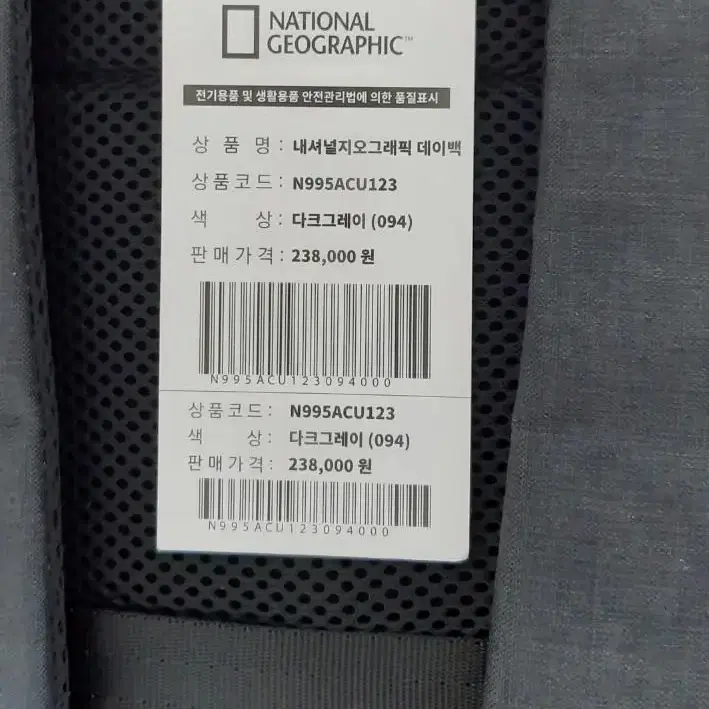 NATIONAL
GEOGRAPHIC™
전기용품 및 생활용품 안전관리법에 의한 품질표시
상 품 명 : 내셔널지오그래픽 데이백
상품코드 : N995ACU123
색 상 : 다크그레이 (094)
판매가격 : 238,000 원
N995ACU123094000
상품코드 : N995ACU123
색 상 : 다크그레이 (094)
판매가격 : 238,000 원
N995ACU123094000